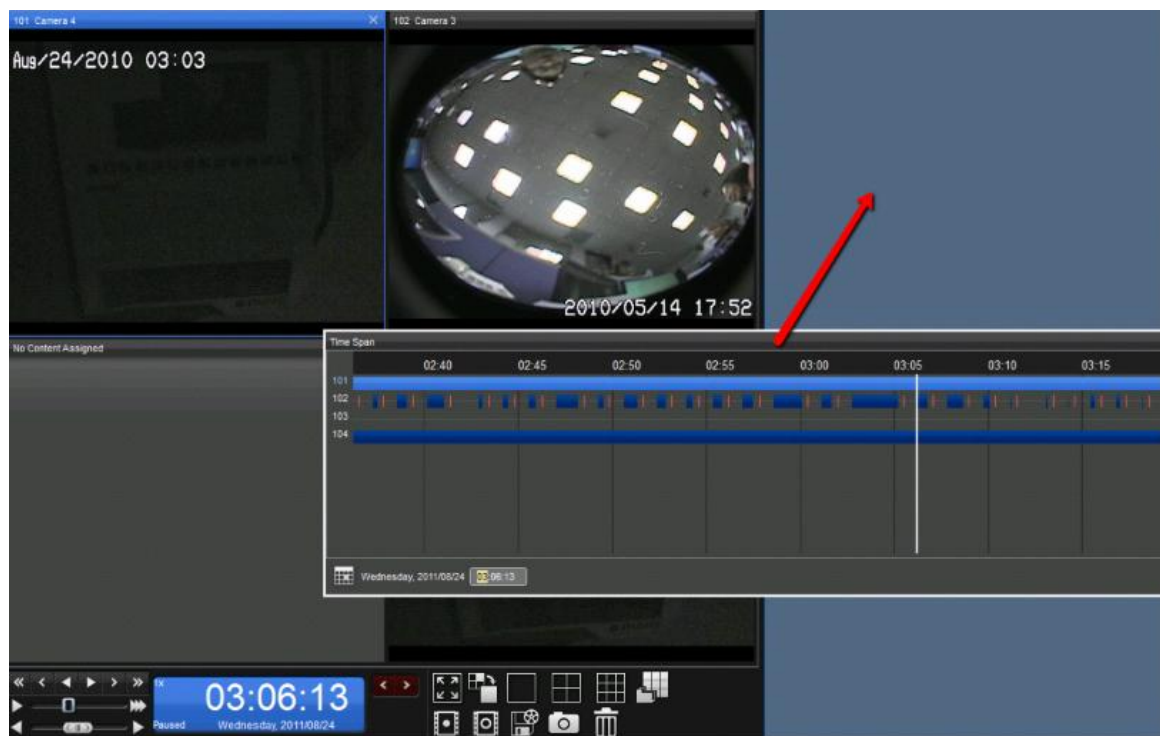 101 Camera 4
102 Camera 3
Aug/24/2010 03:03
2010/05/14 17:52
No Content Assigned
Time Span
02:40 02:45 02:50 02:55 03:00 03:05 03:10 03:15
101
102
103
104
Wednesday, 2011/08/24 03:06:13
1X
03:06:13
Paused Wednesday, 2011/08/24